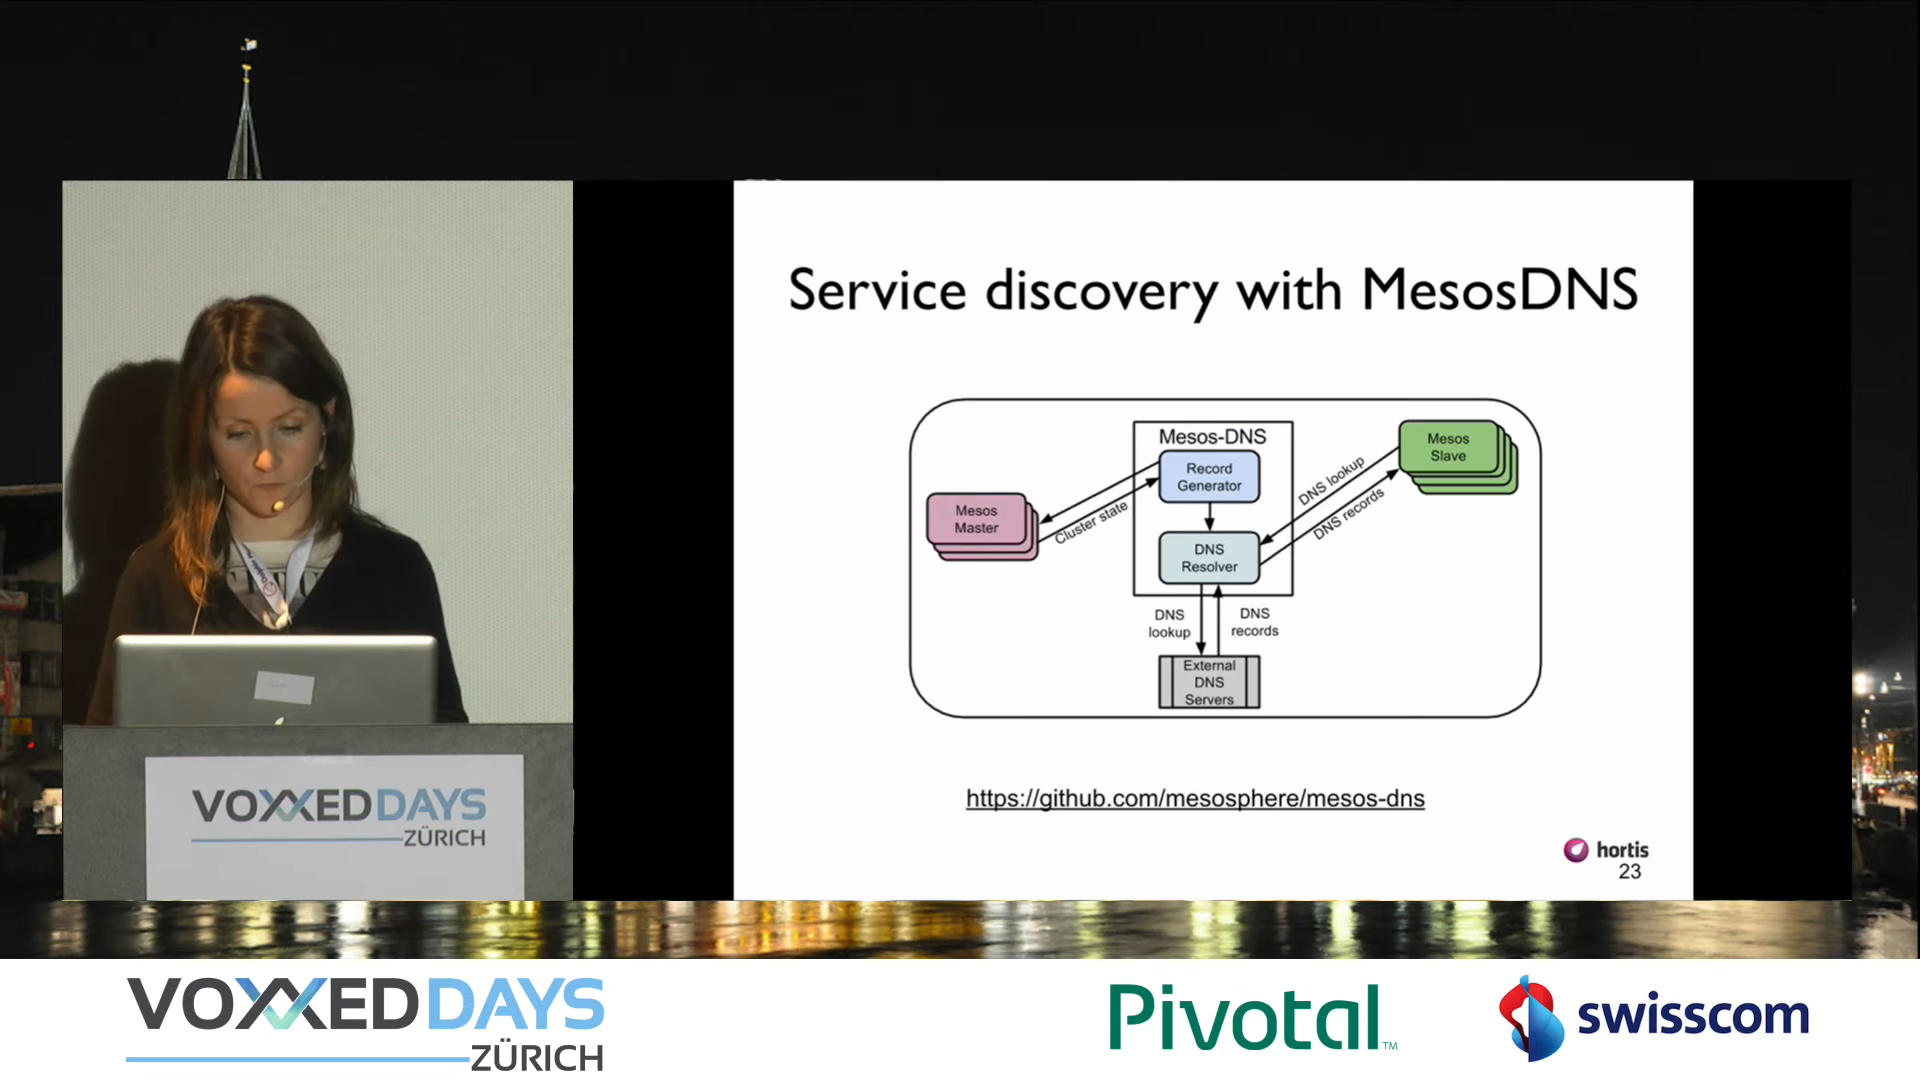 Service discovery with MesosDNS
Mesos-DNS
Record
Generator
Mesos
Slave
Mesos
Master
Cluster state
DNS lookup
DNS records
DNS
Resolver
DNS
lookup
DNS
records
External
DNS
Servers
https://github.com/mesosphere/mesos-dns
hortis
23
VOXXED DAYS
ZÜRICH
VOXXED DAYS
ZÜRICH
Pivotal™
swisscom